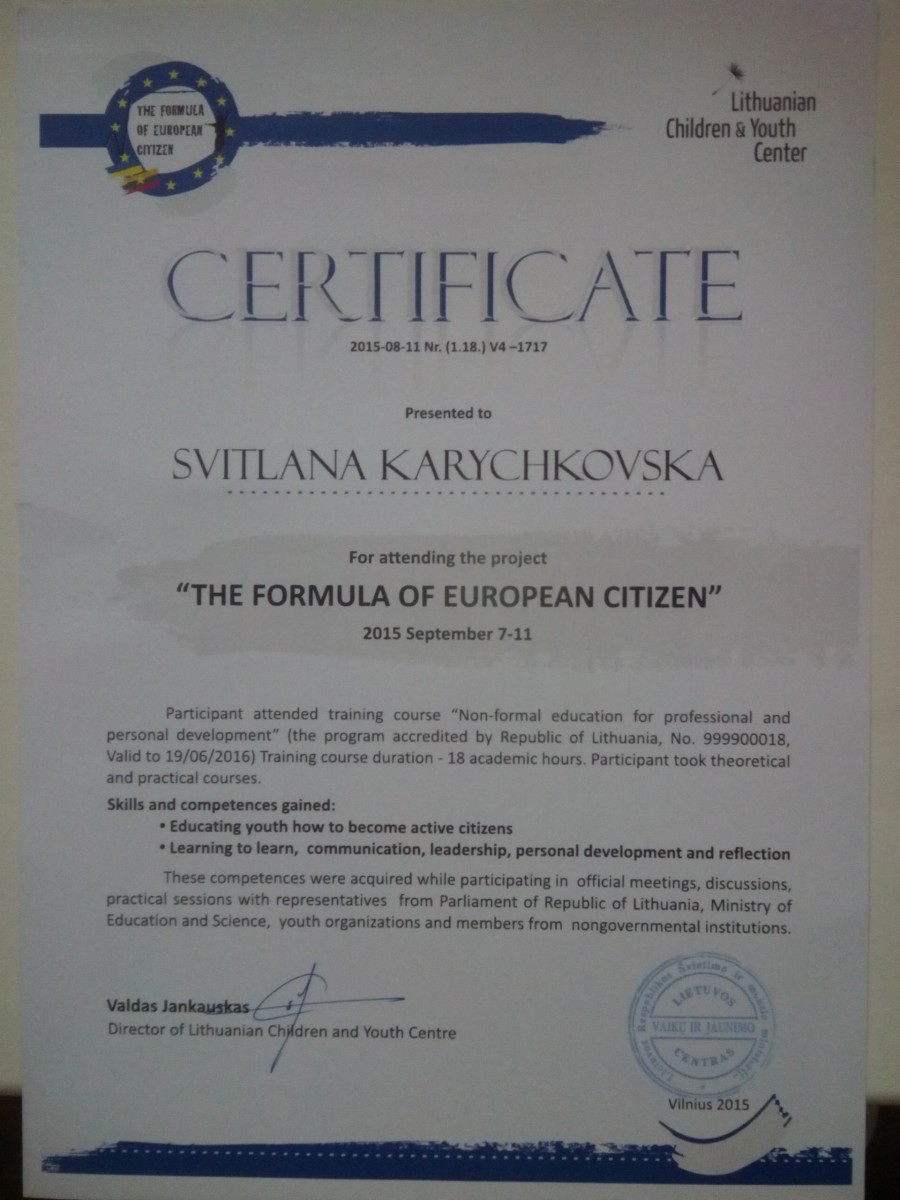 THE FORMULA
OF EUROPEAN
CITIZEN
Lithuanian
Children & Youth
Center
CERTIFICATE
2015-08-11 Nr. (1.18.) V4 –1717
Presented to
SVITLANA KARYCHKOVSKA
For attending the project
“THE FORMULA OF EUROPEAN CITIZEN”
2015 September 7-11
Participant attended training course “Non-formal education for professional and
personal development” (the program accredited by Republic of Lithuania, No. 999900018,
Valid to 19/06/2016) Training course duration - 18 academic hours. Participant took theoretical
and practical courses.
Skills and competences gained:
• Educating youth how to become active citizens
• Learning to learn, communication, leadership, personal development and reflection
These competences were acquired while participating in official meetings, discussions,
practical sessions with representatives from Parliament of Republic of Lithuania, Ministry of
Education and Science, youth organizations and members from nongovernmental institutions.
Valdas Jankauskas
Director of Lithuanian Children and Youth Centre
Lietuvos Respublikos Švietimo ir mokslo
LIETUVOS
VAIKŲ IR JAUNIMO
CENTRAS
Vilnius 2015